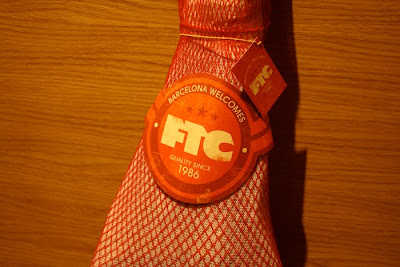 BARCELONA WELCOMES
FTC
QUALITY SINCE
1986
FTC